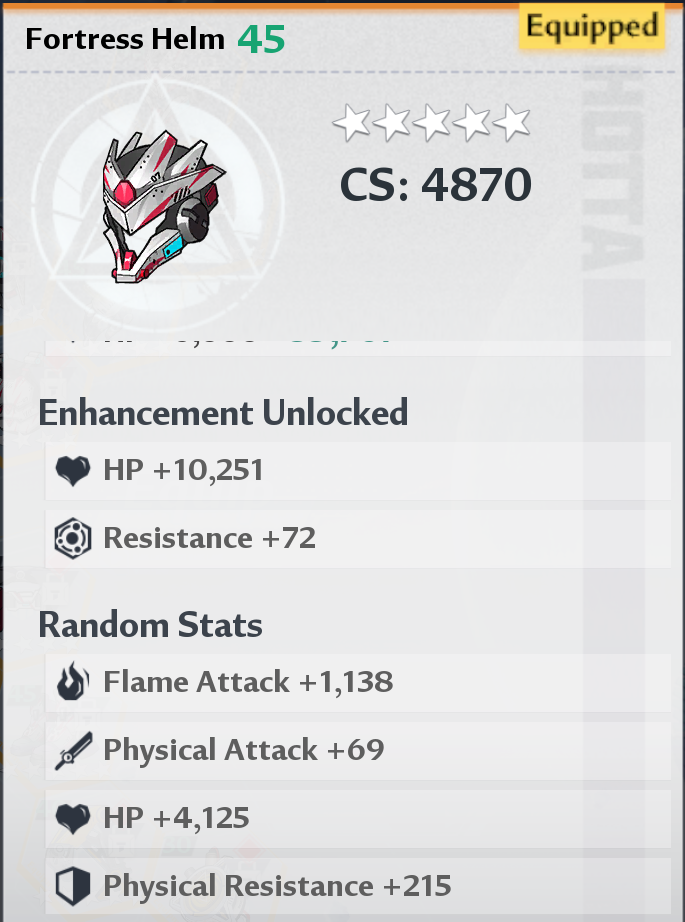 Fortress Helm 45
Equipped
CS: 4870
HOTTA
Enhancement Unlocked
HP +10,251
Resistance +72
Random Stats
Flame Attack +1,138
Physical Attack +69
HP +4,125
Physical Resistance +215